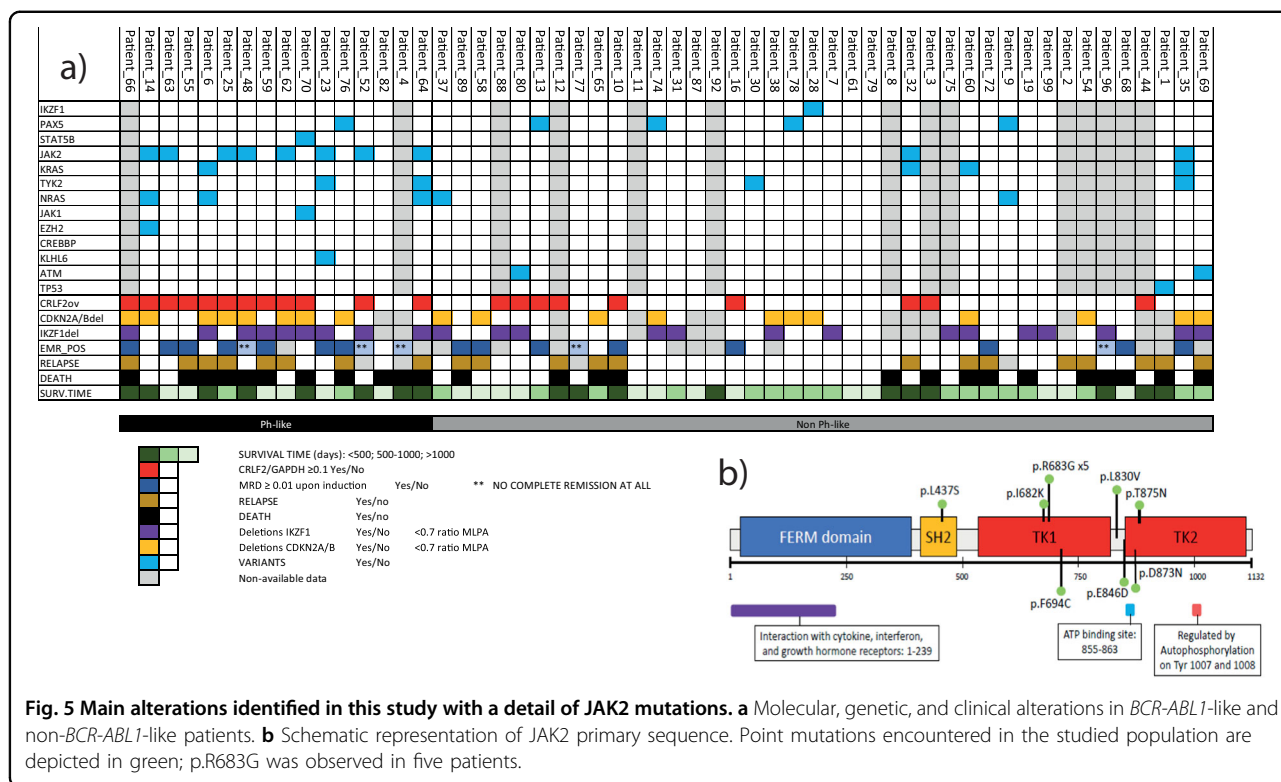 a)
Patient_66
Patient_14
Patient_63
Patient_55
Patient_6
Patient_25
Patient_48
Patient_59
Patient_62
Patient_70
Patient_23
Patient_76
Patient_52
Patient_82
Patient_4
Patient_64
Patient_37
Patient_89
Patient_58
Patient_88
Patient_80
Patient_13
Patient_12
Patient_77
Patient_65
Patient_10
Patient_11
Patient_74
Patient_31
Patient_87
Patient_92
Patient_16
Patient_30
Patient_38
Patient_78
Patient_28
Patient_7
Patient_61
Patient_79
Patient_8
Patient_32
Patient_3
Patient_75
Patient_60
Patient_72
Patient_9
Patient_19
Patient_99
Patient_2
Patient_54
Patient_96
Patient_68
Patient_44
Patient_1
Patient_35
Patient_69
IKZF1
PAX5
STAT5B
JAK2
KRAS
TYK2
NRAS
JAK1
EZH2
CREBBP
KLHL6
ATM
TP53
CRLF2ov
CDKN2A/Bdel
IKZF1del
EMR_POS ** ** ** ** **
RELAPSE
DEATH
SURV.TIME
Ph-like Non Ph-like
SURVIVAL TIME (days): <500; 500-1000; >1000
CRLF2/GAPDH ≥0.1 Yes/No
MRD ≥ 0.01 upon induction Yes/No ** NO COMPLETE REMISSION AT ALL
RELAPSE Yes/no
DEATH Yes/no
Deletions IKZF1 Yes/No <0.7 ratio MLPA
Deletions CDKN2A/B Yes/No <0.7 ratio MLPA
VARIANTS Yes/No
Non-available data
b)
p.R683G x5
p.L830V
p.L437S
p.I682K
p.T875N
FERM domain SH2 TK1 TK2
1 250 500 750 1000 1132
p.F694C
p.E846D
p.D873N
Interaction with cytokine, interferon,
and growth hormone receptors: 1-239
ATP binding site:
855-863
Regulated by
Autophosphorylation
on Tyr 1007 and 1008
Fig. 5 Main alterations identified in this study with a detail of JAK2 mutations. a Molecular, genetic, and clinical alterations in BCR-ABL1-like and
non-BCR-ABL1-like patients. b Schematic representation of JAK2 primary sequence. Point mutations encountered in the studied population are
depicted in green; p.R683G was observed in five patients.